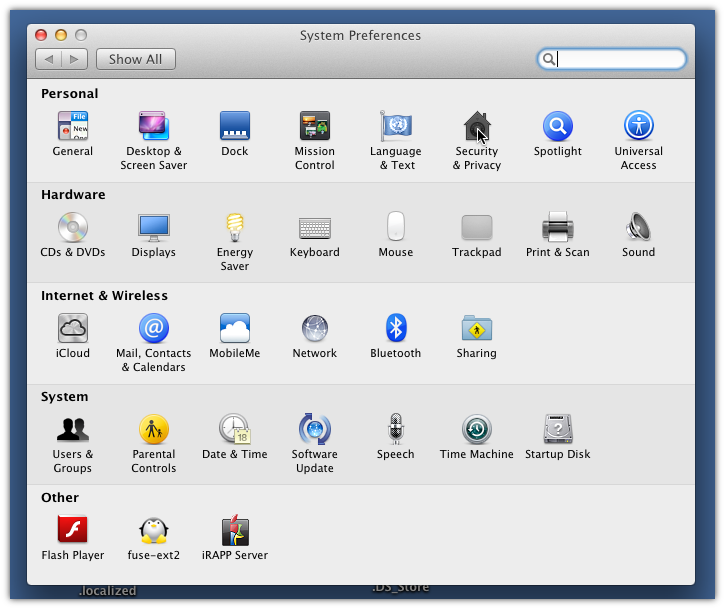 System Preferences
Show All
Personal
File
New
General
Desktop &
Screen Saver
Dock
Mission
Control
Language
& Text
Security
& Privacy
Spotlight
Universal
Access
Hardware
CDs & DVDs
Displays
Energy
Saver
Keyboard
Mouse
Trackpad
Print & Scan
Sound
Internet & Wireless
iCloud
Mail, Contacts
& Calendars
MobileMe
Network
Bluetooth
Sharing
System
Users &
Groups
Parental
Controls
18
Date & Time
Software
Update
Speech
Time Machine
?
Startup Disk
Other
Flash Player
fuse-ext2
iRAPP Server
.localized
.DS_Store